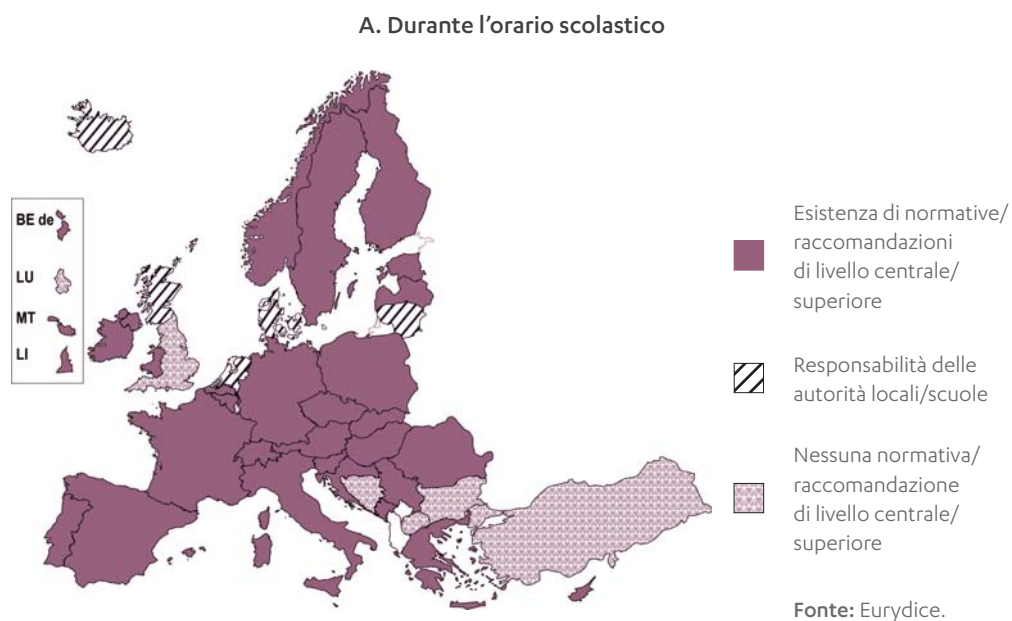 A. Durante l'orario scolastico
BE de
LU
MT
LI
Esistenza di normative/
raccomandazioni
di livello centrale/
superiore
Responsabilità delle
autorità locali/scuole
Nessuna normativa/
raccomandazione
di livello centrale/
superiore
Fonte: Eurydice.